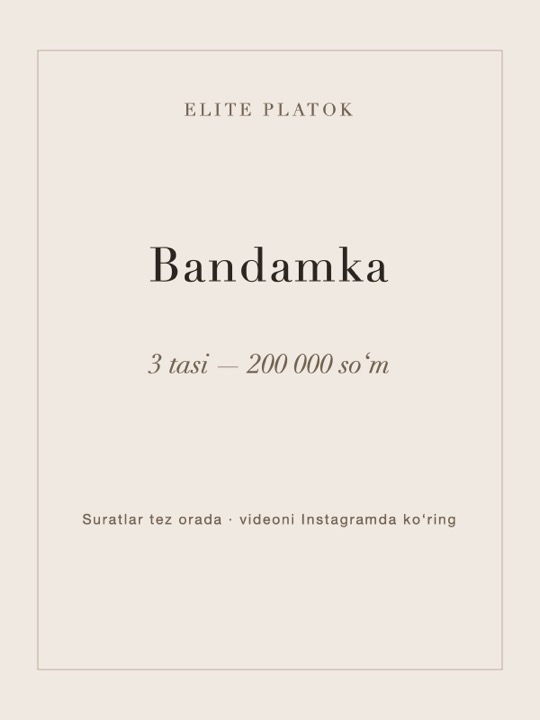 ELITE PLATOK
Bandamka
3 tasi — 200 000 so‘m
Suratlar tez orada · videoni Instagramda ko‘ring